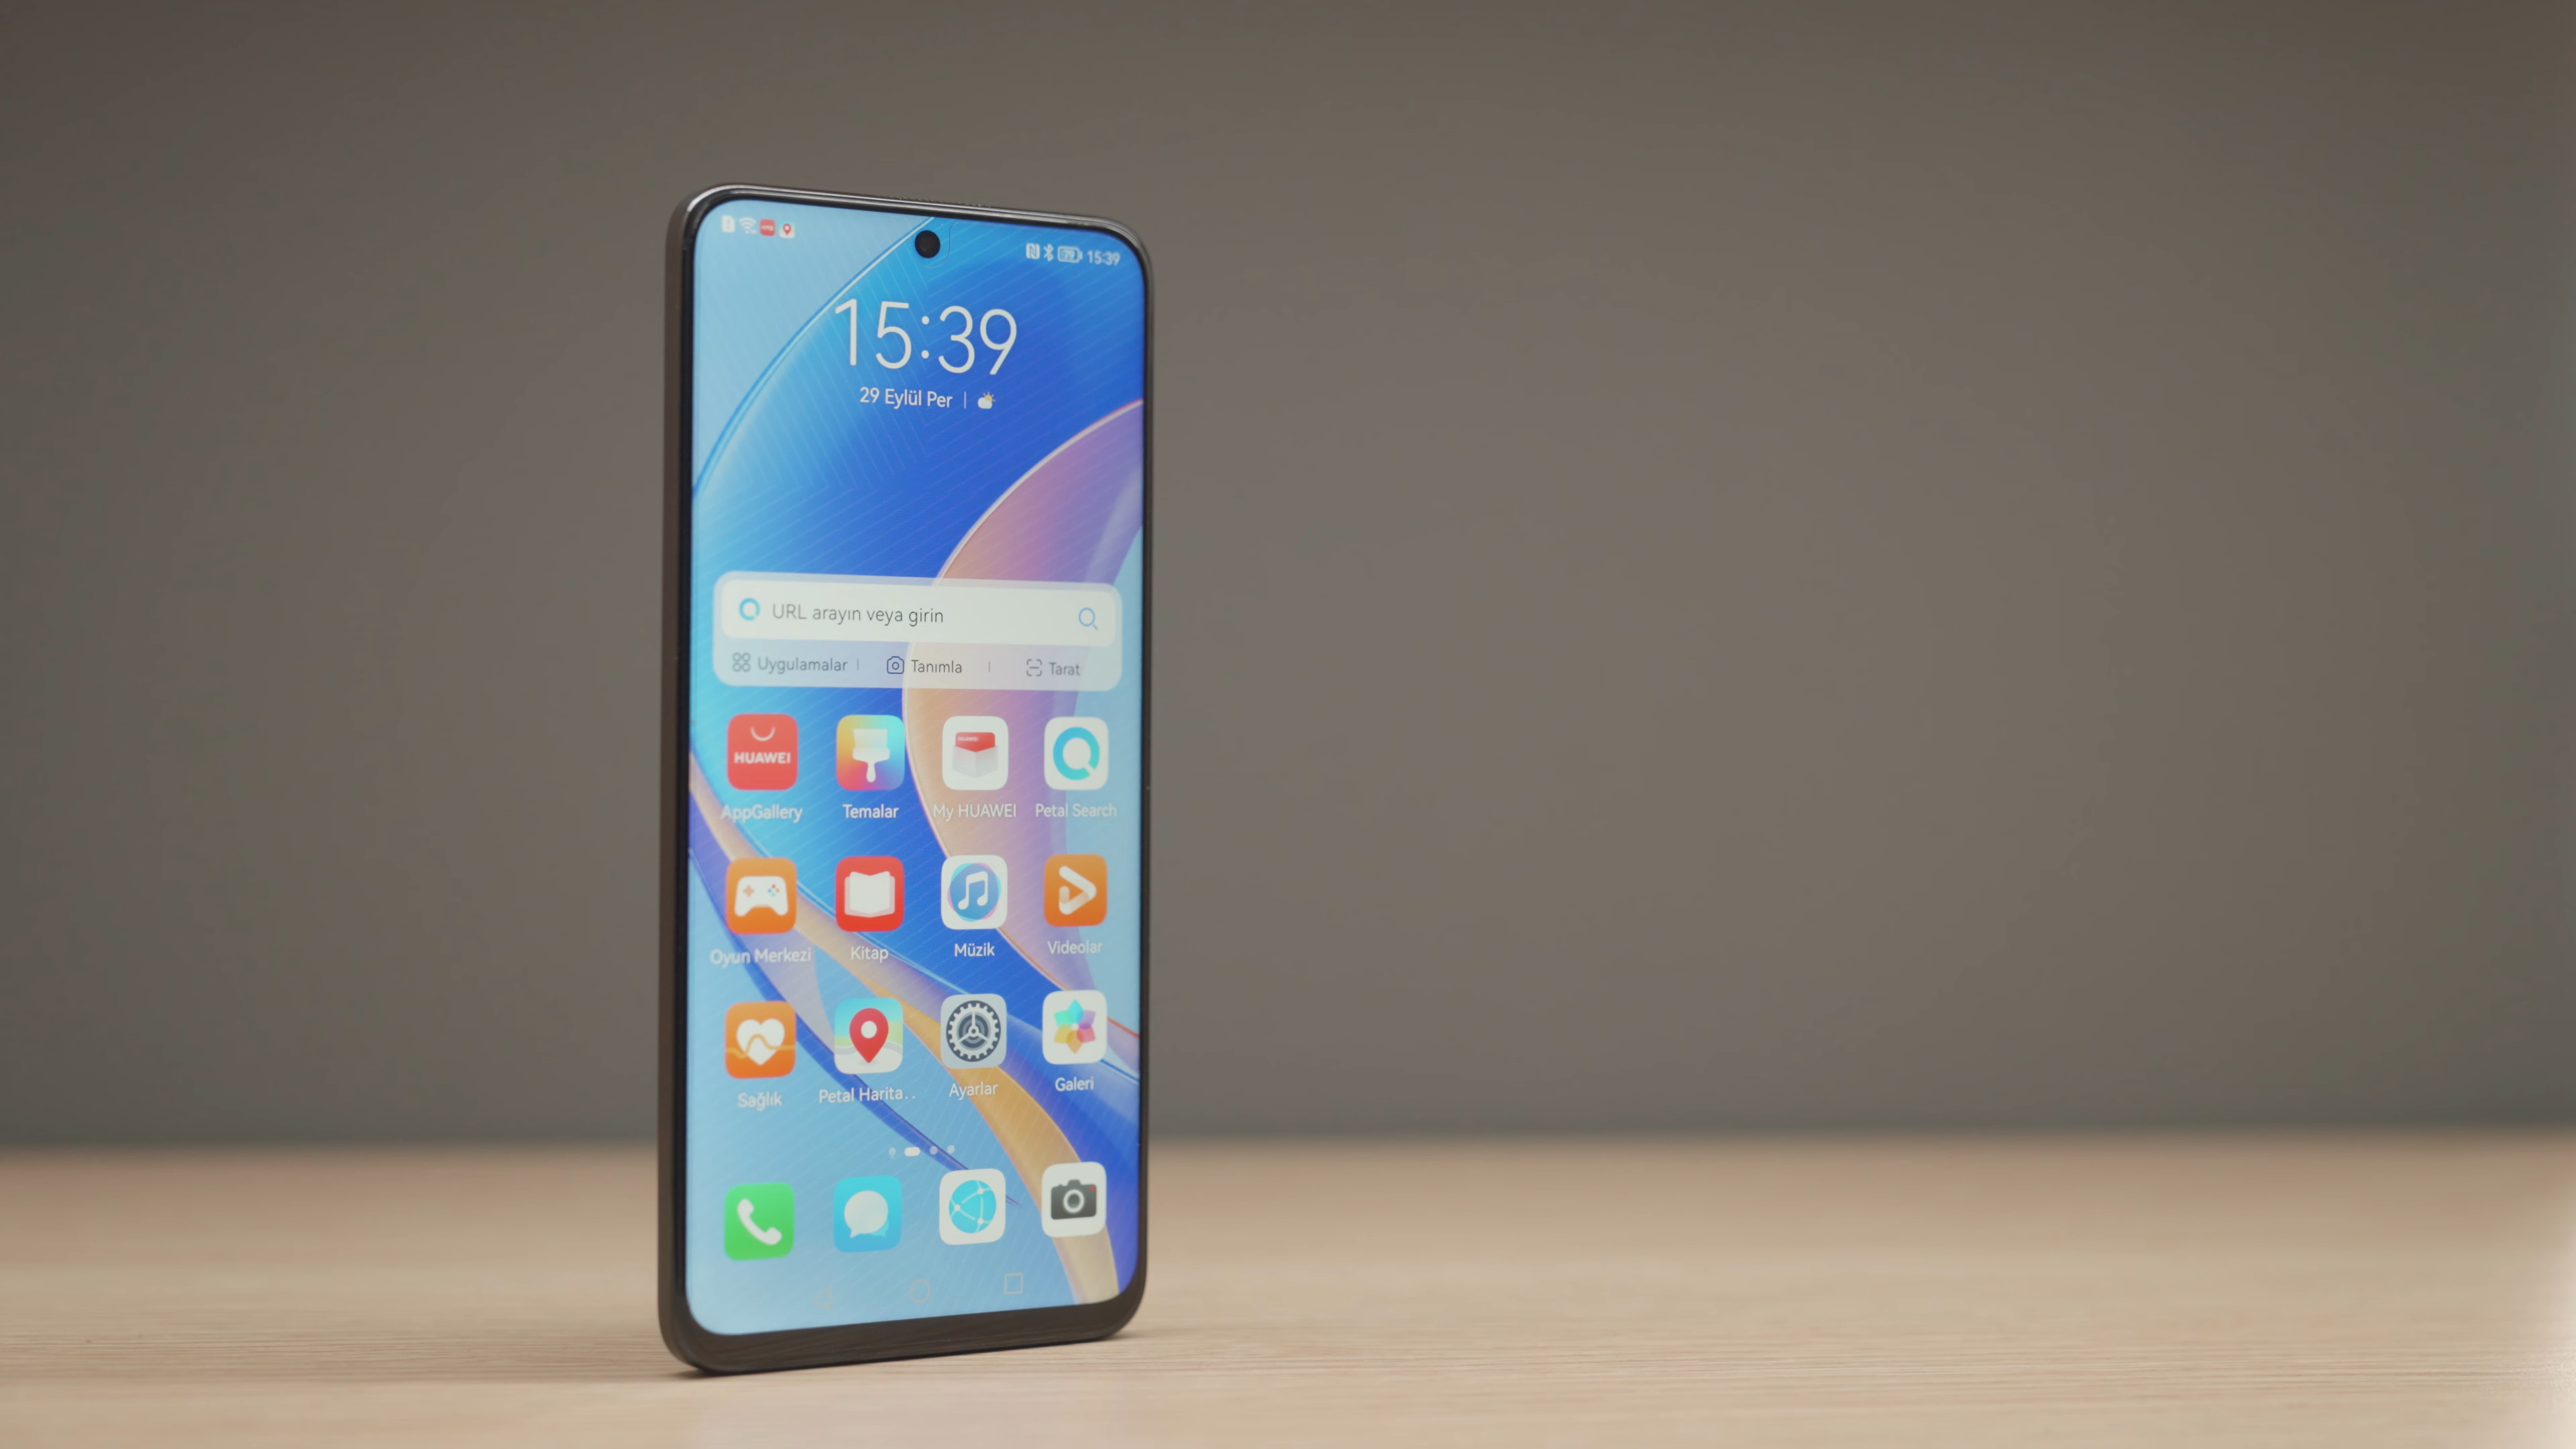 15:39
15:39
29 Eylül Per
URL arayın veya girin
Uygulamalar | Tanımla | Tarat
HUAWEI
AppGallery Temalar My HUAWEI Petal Search
Oyun Merkezi Kitap Müzik Videolar
Sağlık Petal Harita.. Ayarlar Galeri